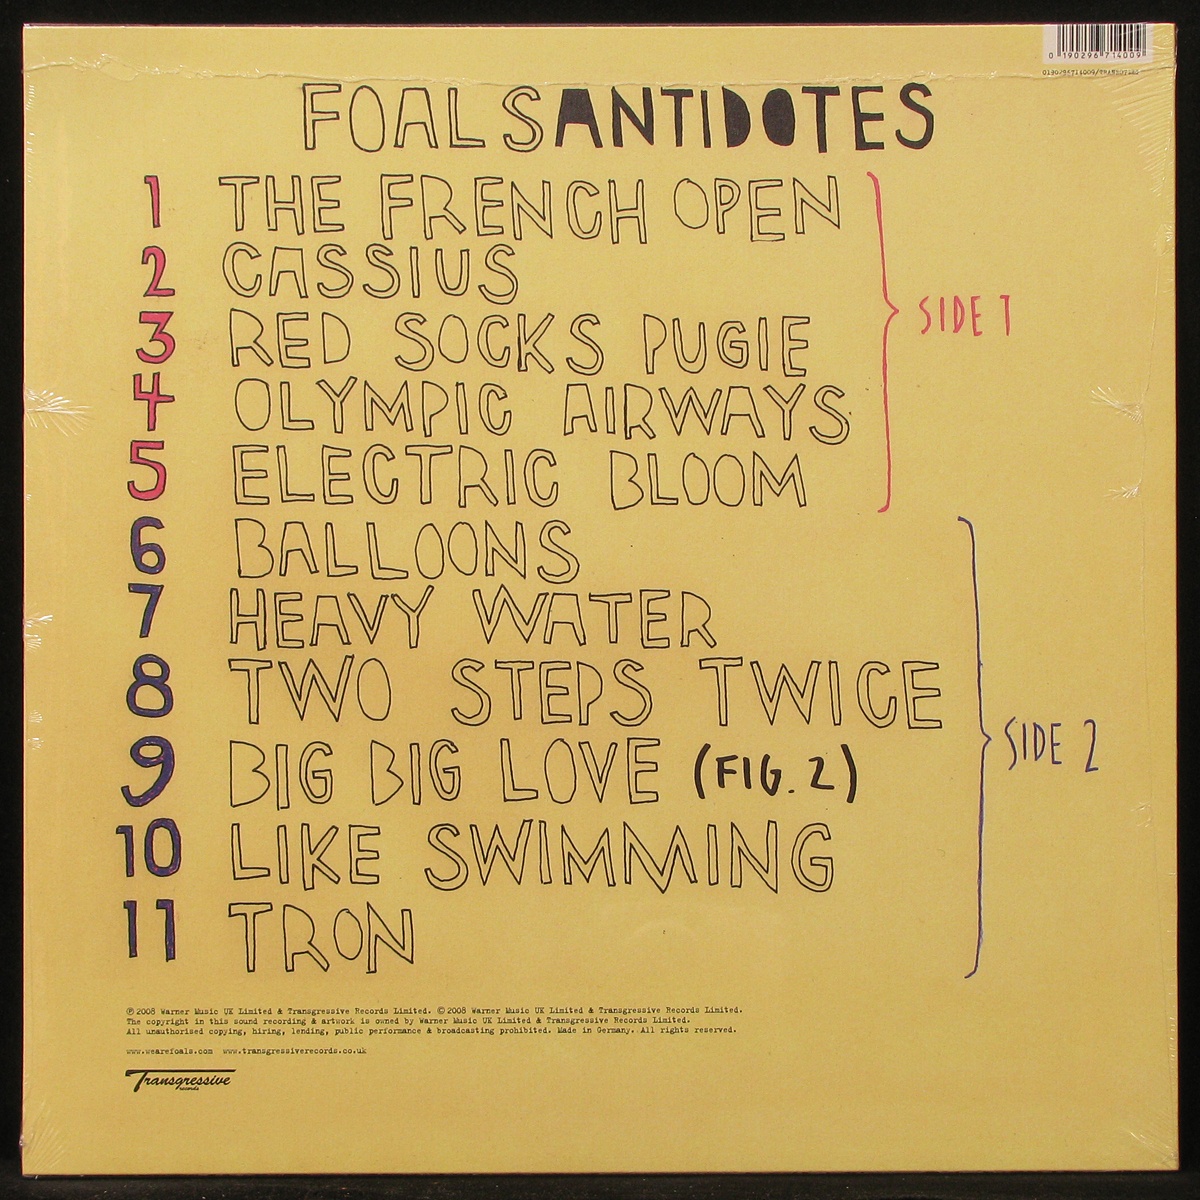 0 190296 714009
FOALS ANTIDOTES
1 THE FRENCH OPEN
2 CASSIUS
3 RED SOCKS PUGIE
4 OLYMPIC AIRWAYS
5 ELECTRIC BLOOM
SIDE 1
6 BALLOONS
7 HEAVY WATER
8 TWO STEPS TWICE
9 BIG BIG LOVE (FIG. 2)
10 LIKE SWIMMING
11 TRON
SIDE 2
℗ 2008 Warner Music UK Limited & Transgressive Records Limited. © 2008 Warner Music UK Limited & Transgressive Records Limited.
The copyright in this sound recording & artwork is owned by Warner Music UK Limited & Transgressive Records Limited.
All unauthorised copying, hiring, lending, public performance & broadcasting prohibited. Made in Germany. All rights reserved.
www.wearefoals.com www.transgressiverecords.co.uk
Transgressive
records